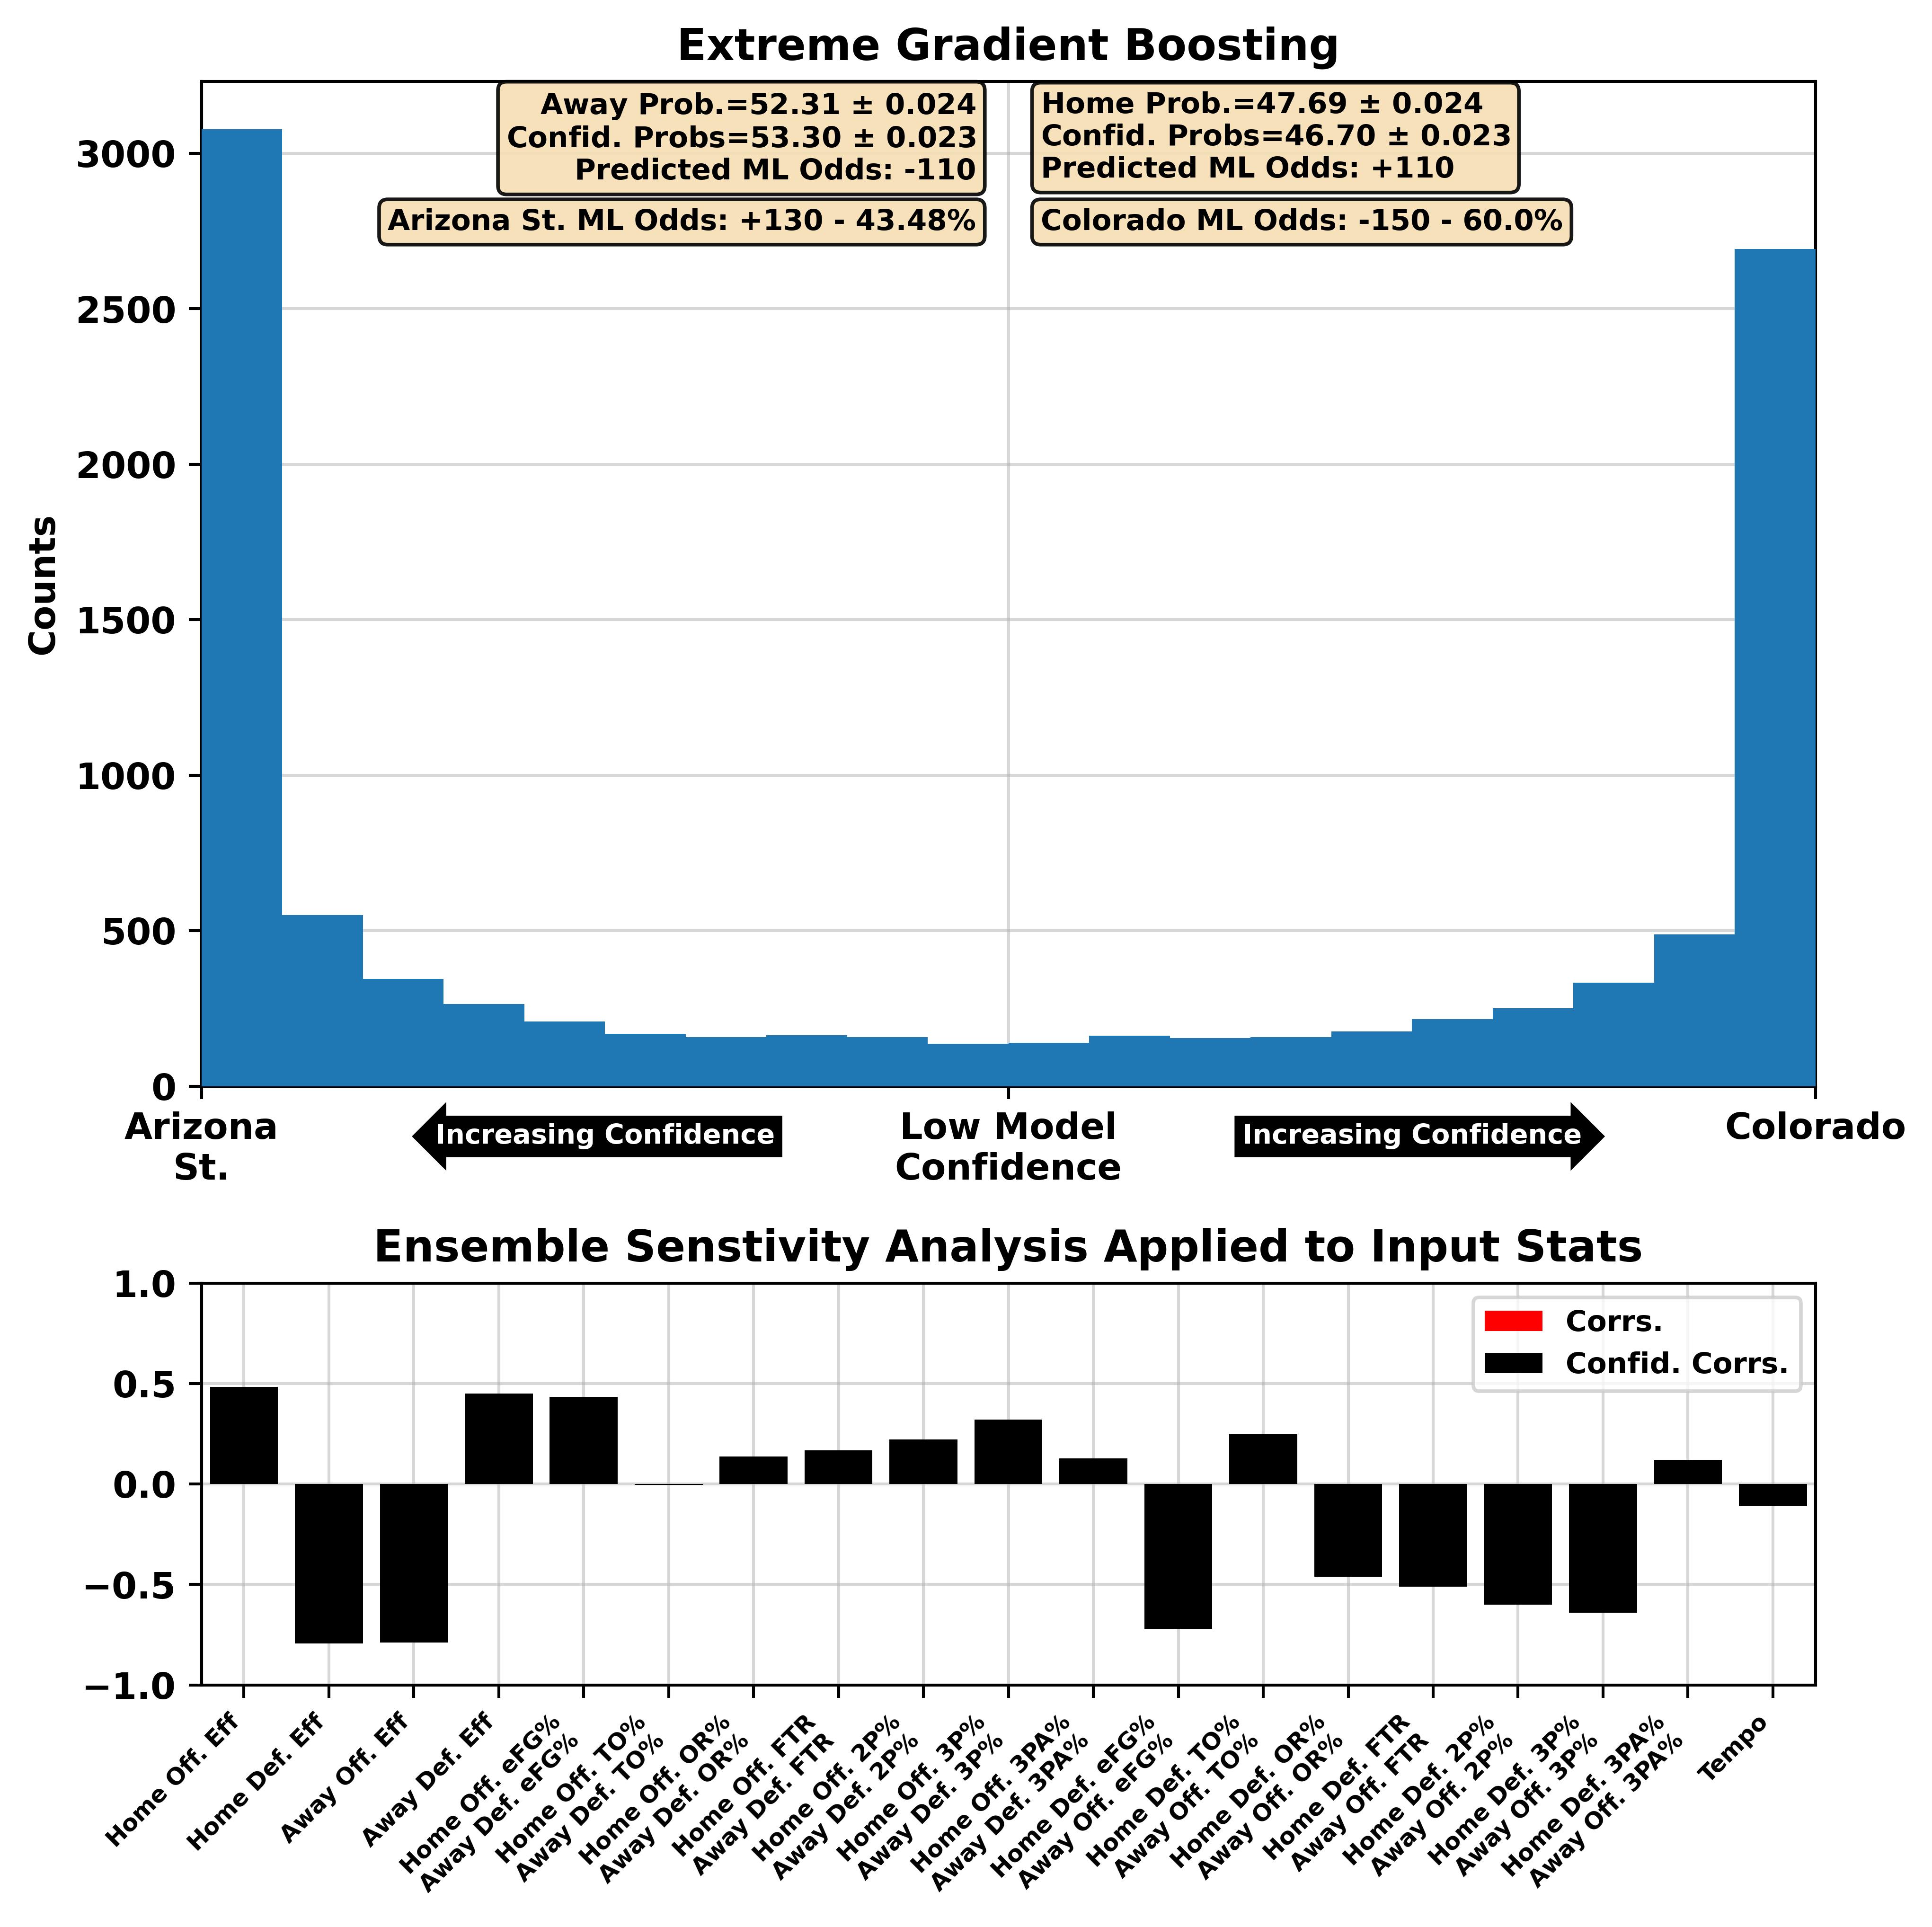 Extreme Gradient Boosting
Away Prob.=52.31 ± 0.024
Confid. Probs=53.30 ± 0.023
Predicted ML Odds: -110
Home Prob.=47.69 ± 0.024
Confid. Probs=46.70 ± 0.023
Predicted ML Odds: +110
Arizona St. ML Odds: +130 - 43.48%
Colorado ML Odds: -150 - 60.0%
Counts
3000
2500
2000
1500
1000
500
0
Arizona
St.
Increasing Confidence
Low Model
Confidence
Increasing Confidence
Colorado
Ensemble Senstivity Analysis Applied to Input Stats
Corrs.
Confid. Corrs.
1.0
0.5
0.0
−0.5
−1.0
Home Off. Eff
Home Def. Eff
Away Off. Eff
Away Def. Eff
Home Off. eFG%
Away Def. eFG%
Home Off. TO%
Away Def. TO%
Home Off. OR%
Away Def. OR%
Home Off. FTR
Away Def. FTR
Home Off. 2P%
Away Def. 2P%
Home Off. 3P%
Away Def. 3P%
Home Off. 3PA%
Away Def. 3PA%
Home Def. eFG%
Away Off. eFG%
Home Def. TO%
Away Off. TO%
Home Def. OR%
Away Off. OR%
Home Def. FTR
Away Off. FTR
Home Def. 2P%
Away Off. 2P%
Home Def. 3P%
Away Off. 3P%
Home Def. 3PA%
Away Off. 3PA%
Tempo